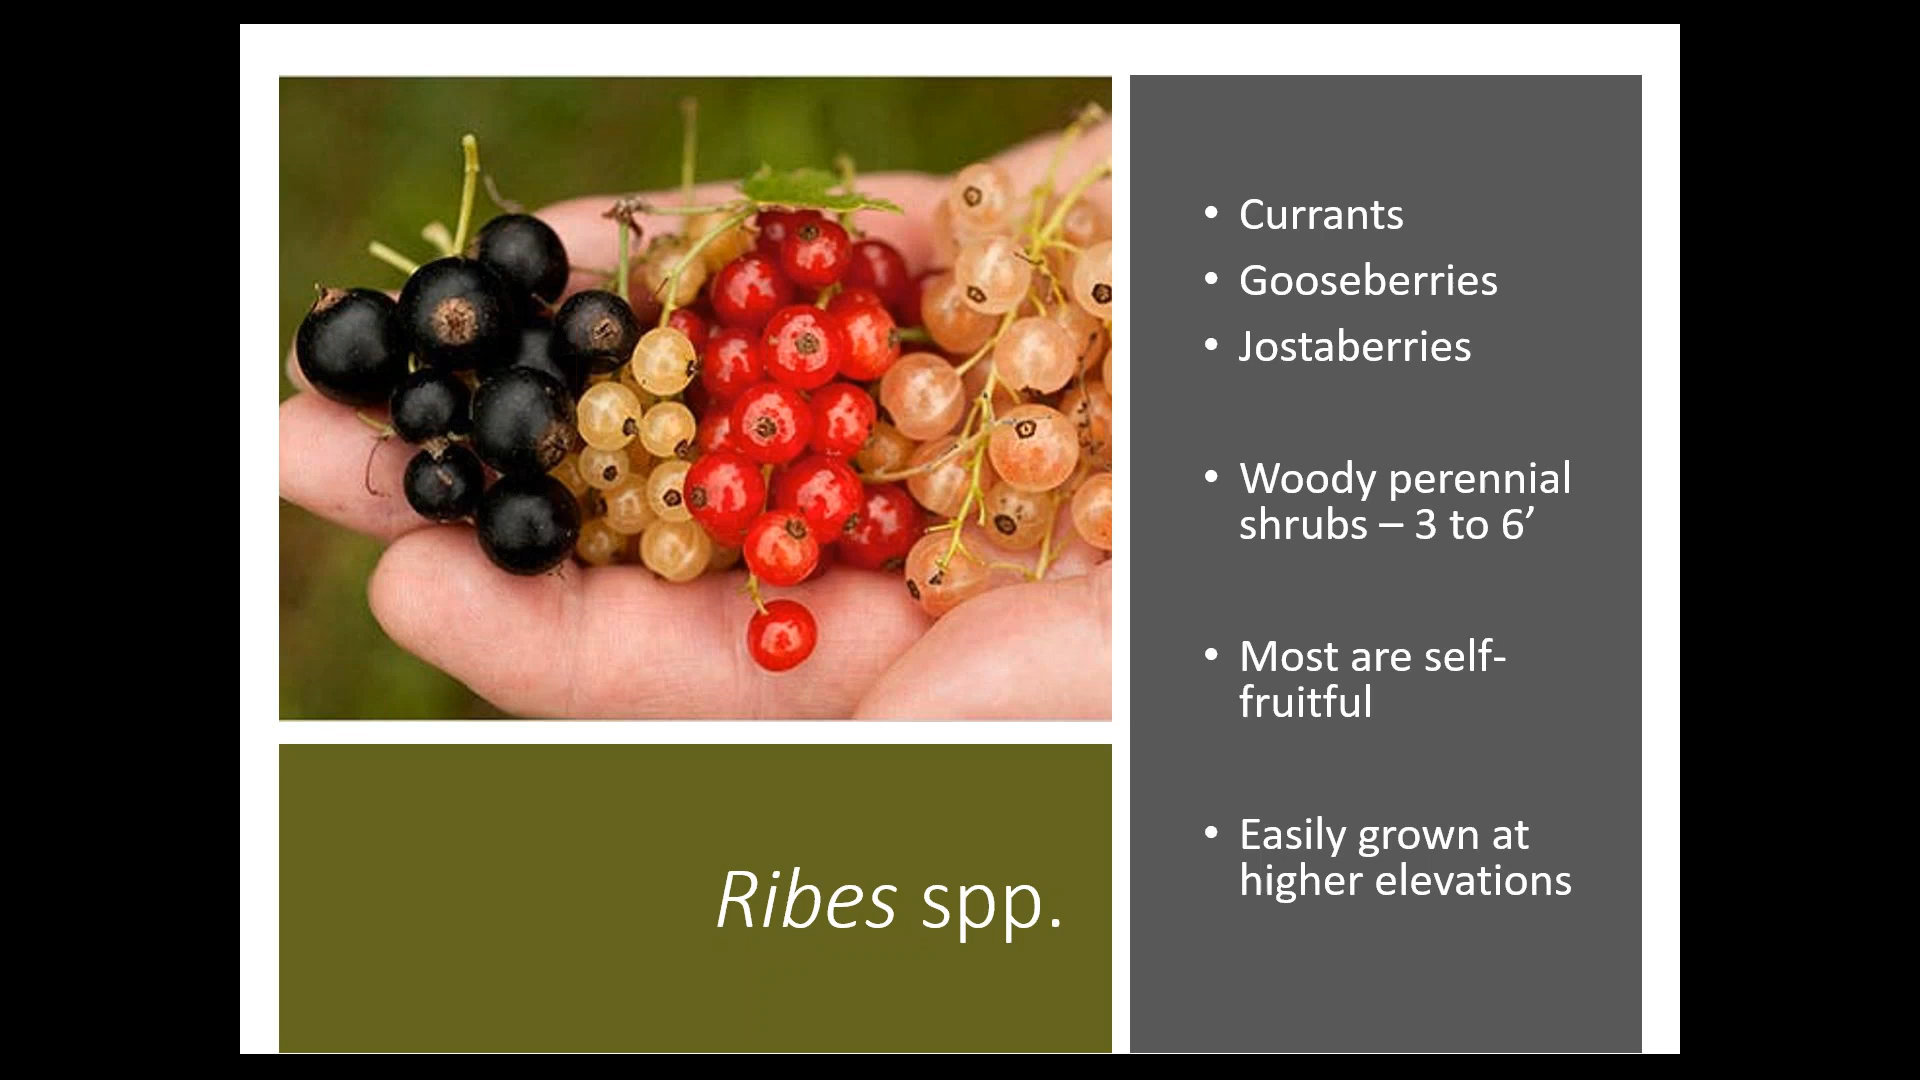 • Currants
• Gooseberries
• Jostaberries
• Woody perennial
shrubs – 3 to 6’
• Most are self-
fruitful
• Easily grown at
higher elevations
Ribes spp.